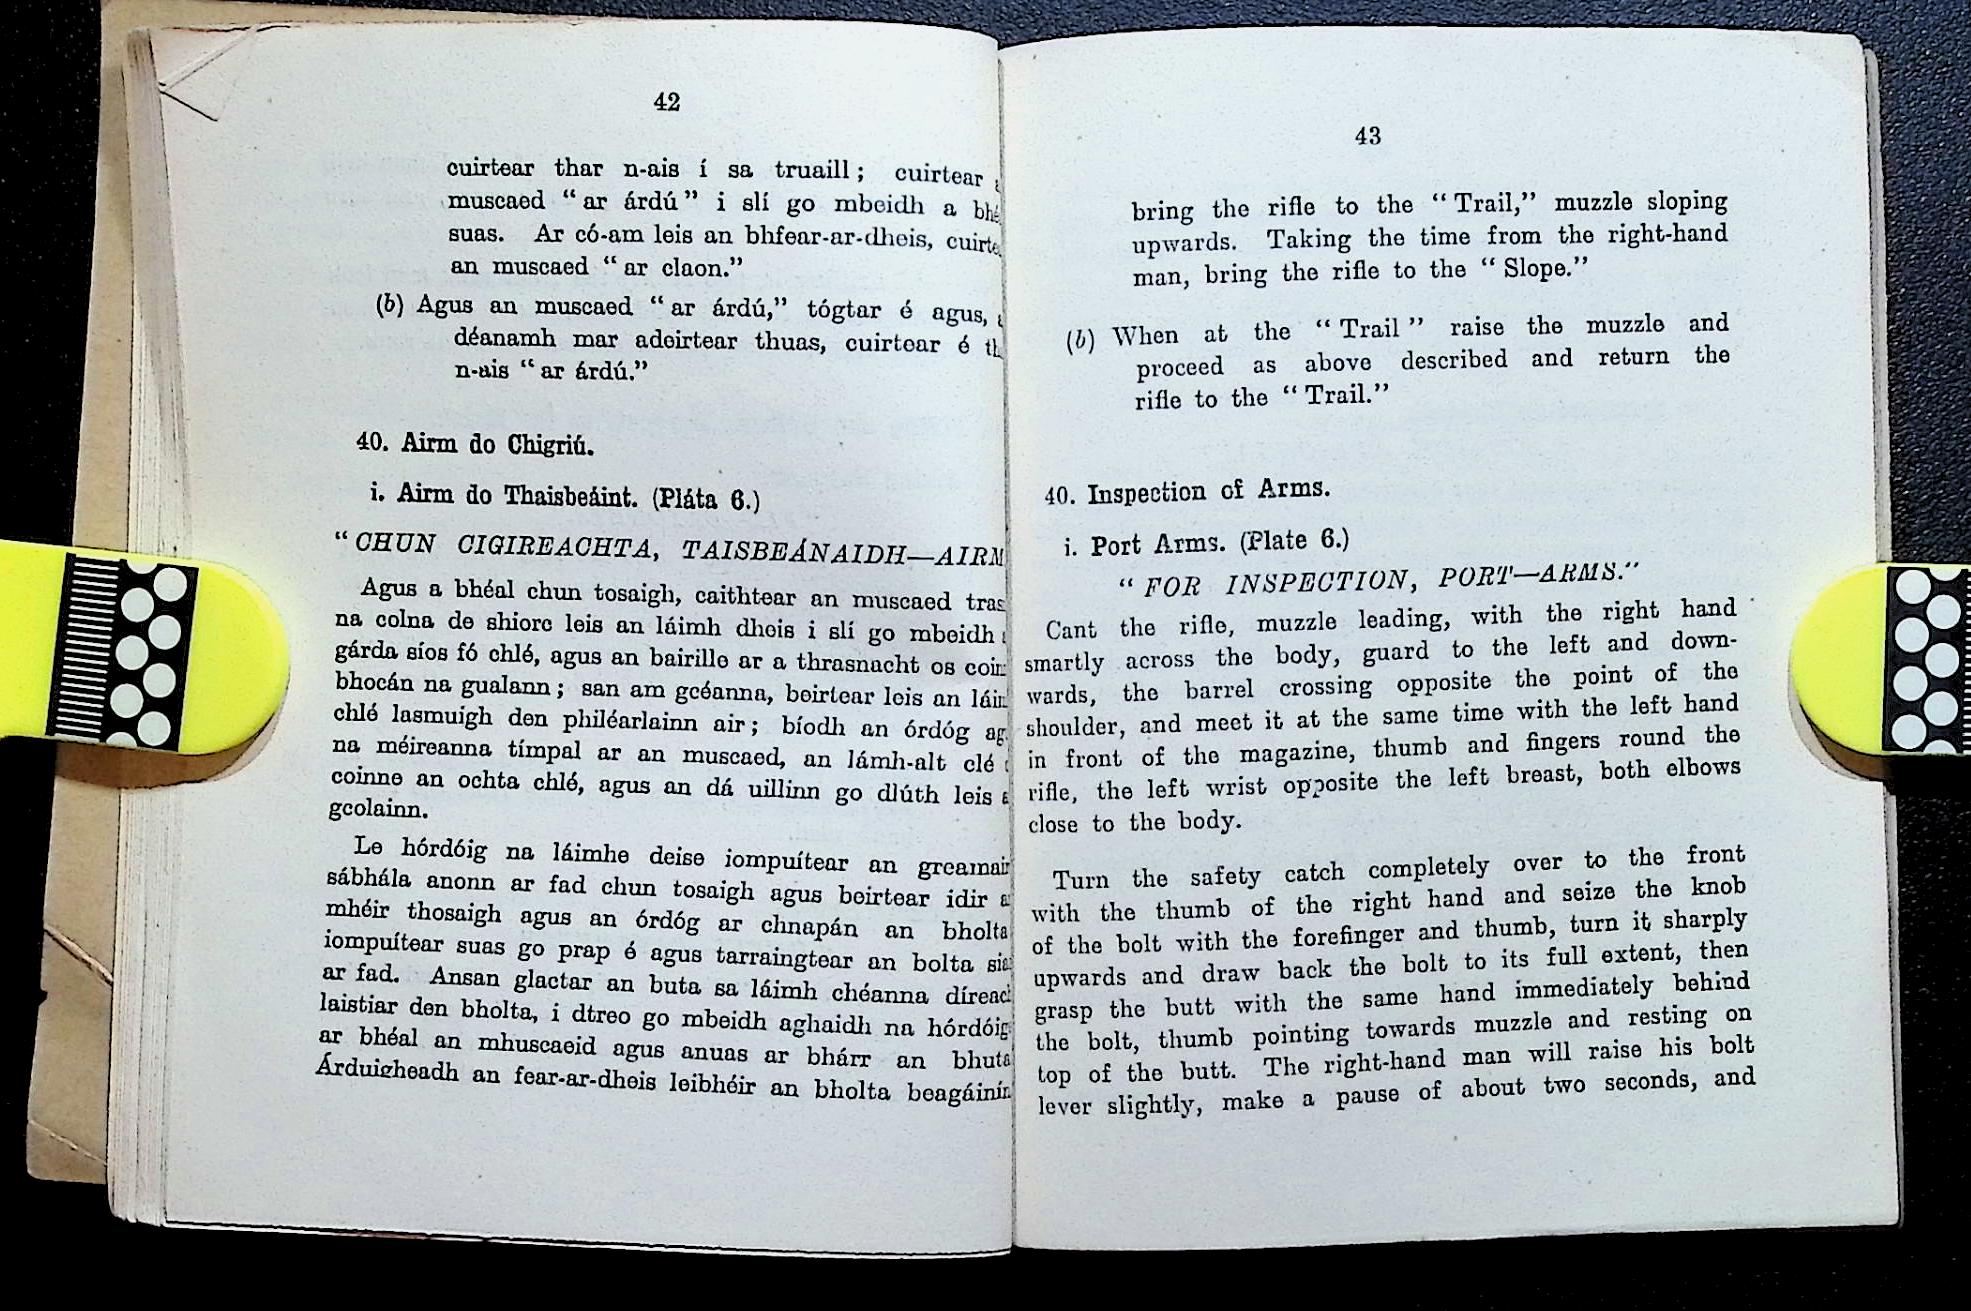 42
cuirtear thar n-ais í sa truaill; cuirtear
muscaed “ar árdú” i slí go mbeidh a
suas. Ar có-am leis an bhfear-ar-dheis,
an muscaed “ar claon.”
(b) Agus an muscaed “ar árdú,” tógtar é agus,
déanamh mar adeirtear thuas, cuirtear é
n-ais “ar árdú.”
40. Airm do Chigriú.
i. Airm do Thaisbeáint. (Pláta 6.)
“CHUN CIGIREACHTA, TAISBEÁNAIDH—AIRM
Agus a bhéal chun tosaigh, caithtear an muscaed
na colna de shiorc leis an láimh dheis i slí go mbeidh
gárda síos fó chlé, agus an bairille ar a thrasnacht os
bhocán na gualann; san am gcéanna, beirtear leis an
chlé lasmuigh den philéarlainn air; bíodh an órdóg
na méireanna tímpal ar an muscaed, an lámh-alt clé
coinne an ochta chlé, agus an dá uillinn go dlúth leis
gcolainn.
Le hórdóig na láimhe deise iompuítear an
sábhála anonn ar fad chun tosaigh agus beirtear idir
mhéir thosaigh agus an órdóg ar chnapán an bholta
iompuítear suas go prap é agus tarraingtear an bolta
ar fad. Ansan glactar an buta sa láimh chéanna
laistiar den bholta, i dtreo go mbeidh aghaidh na hórdóig
ar bhéal an mhuscaeid agus anuas ar bhárr an bhuta
Árduigheadh an fear-ar-dheis leibhéir an bholta beagáinín
43
bring the rifle to the “Trail,” muzzle sloping
upwards. Taking the time from the right-hand
man, bring the rifle to the “Slope.”
(b) When at the “Trail” raise the muzzle and
proceed as above described and return the
rifle to the “Trail.”
40. Inspection of Arms.
i. Port Arms. (Plate 6.)
“FOR INSPECTION, PORT—ARMS.”
Cant the rifle, muzzle leading, with the right hand
smartly across the body, guard to the left and down-
wards, the barrel crossing opposite the point of the
shoulder, and meet it at the same time with the left hand
in front of the magazine, thumb and fingers round the
rifle, the left wrist opposite the left breast, both elbows
close to the body.
Turn the safety catch completely over to the front
with the thumb of the right hand and seize the knob
of the bolt with the forefinger and thumb, turn it sharply
upwards and draw back the bolt to its full extent, then
grasp the butt with the same hand immediately behind
the bolt, thumb pointing towards muzzle and resting on
top of the butt. The right-hand man will raise his bolt
lever slightly, make a pause of about two seconds, and